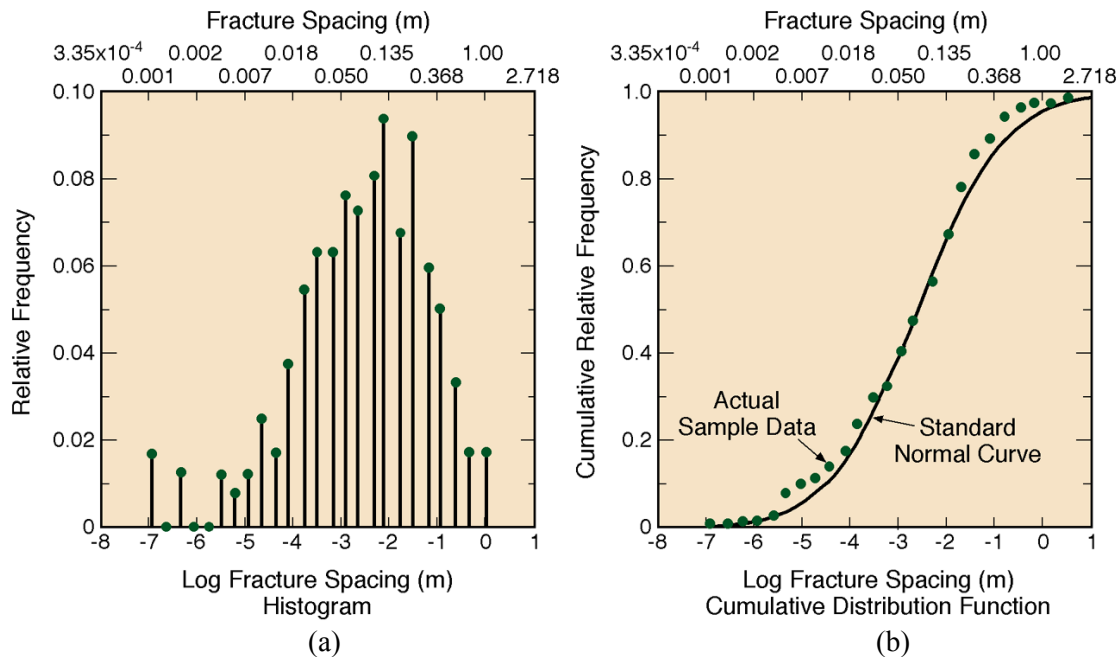 Fracture Spacing (m)
3.35x10-4 0.002 0.018 0.135 1.00
0.001 0.007 0.050 0.368 2.718
0.10
0.08
0.06
0.04
0.02
0
Relative Frequency
-8 -7 -6 -5 -4 -3 -2 -1 0 1
Log Fracture Spacing (m)
Histogram
(a)
Fracture Spacing (m)
3.35x10-4 0.002 0.018 0.135 1.00
0.001 0.007 0.050 0.368 2.718
1.0
0.8
0.6
0.4
0.2
0
Cumulative Relative Frequency
Actual
Sample Data
Standard
Normal Curve
-8 -7 -6 -5 -4 -3 -2 -1 0 1
Log Fracture Spacing (m)
Cumulative Distribution Function
(b)